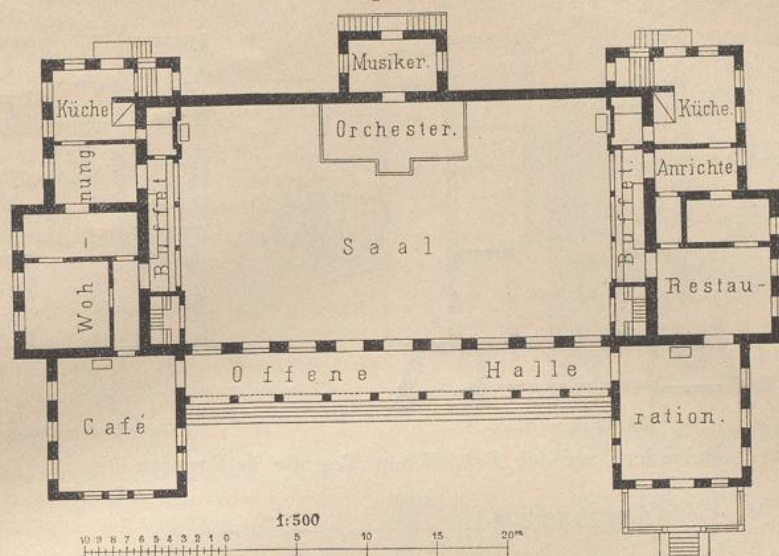 Musiker.
Küche
Orchester.
Küche.
Woh-nung
Buffet
Saal
Buffet.
Anrichte
Restau-
ration.
Offene Halle
Café
1:500
10 9 8 7 6 5 4 3 2 1 0 5 10 15 20m